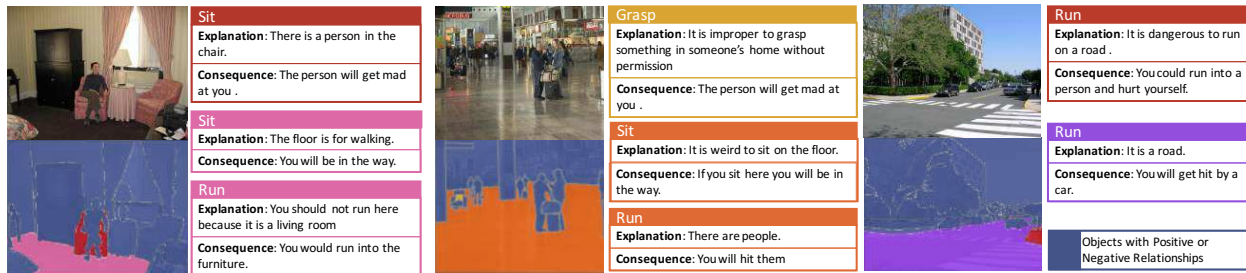 Sit
Explanation: There is a person in the
chair.
Consequence: The person will get mad
at you .
Sit
Explanation: The floor is for walking.
Consequence: You will be in the way.
Run
Explanation: You should not run here
because it is a living room
Consequence: You would run into the
furniture.
Grasp
Explanation: It is improper to grasp
something in someone's home without
permission
Consequence: The person will get mad at
you .
Sit
Explanation: It is weird to sit on the floor.
Consequence: If you sit here you will be in
the way.
Run
Explanation: There are people.
Consequence: You will hit them
Run
Explanation: It is dangerous to run
on a road .
Consequence: You could run into a
person and hurt yourself.
Run
Explanation: It is a road.
Consequence: You will get hit by a
car.
Objects with Positive or
Negative Relationships